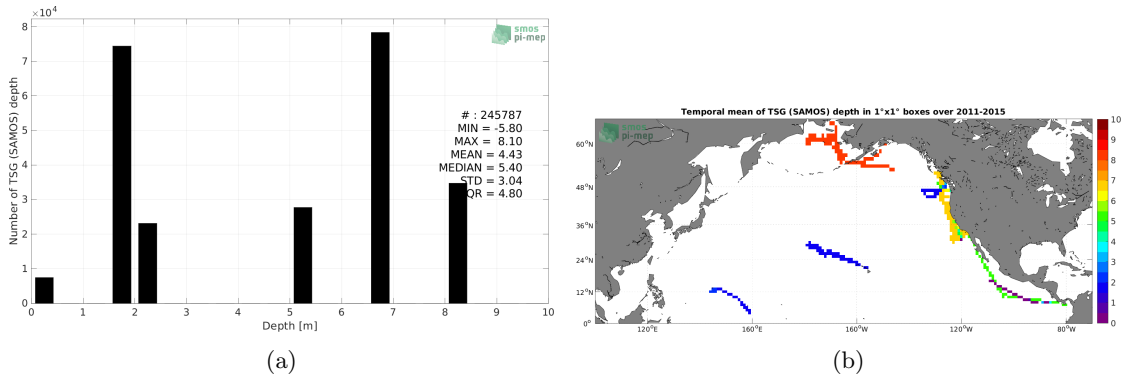 ×10⁴
8
7
6
5
4
3
2
1
0
Number of TSG (SAMOS) depth
smos
pi-mep
# : 245787
MIN = -5.80
MAX = 8.10
MEAN = 4.43
MEDIAN = 5.40
STD = 3.04
QR = 4.80
0 1 2 3 4 5 6 7 8 9 10
Depth [m]
(a)
Temporal mean of TSG (SAMOS) depth in 1°x1° boxes over 2011-2015
smos
pi-mep
60°N
48°N
36°N
24°N
12°N
0°
120°E 160°E 160°W 120°W 80°W
10
9
8
7
6
5
4
3
2
1
0
(b)